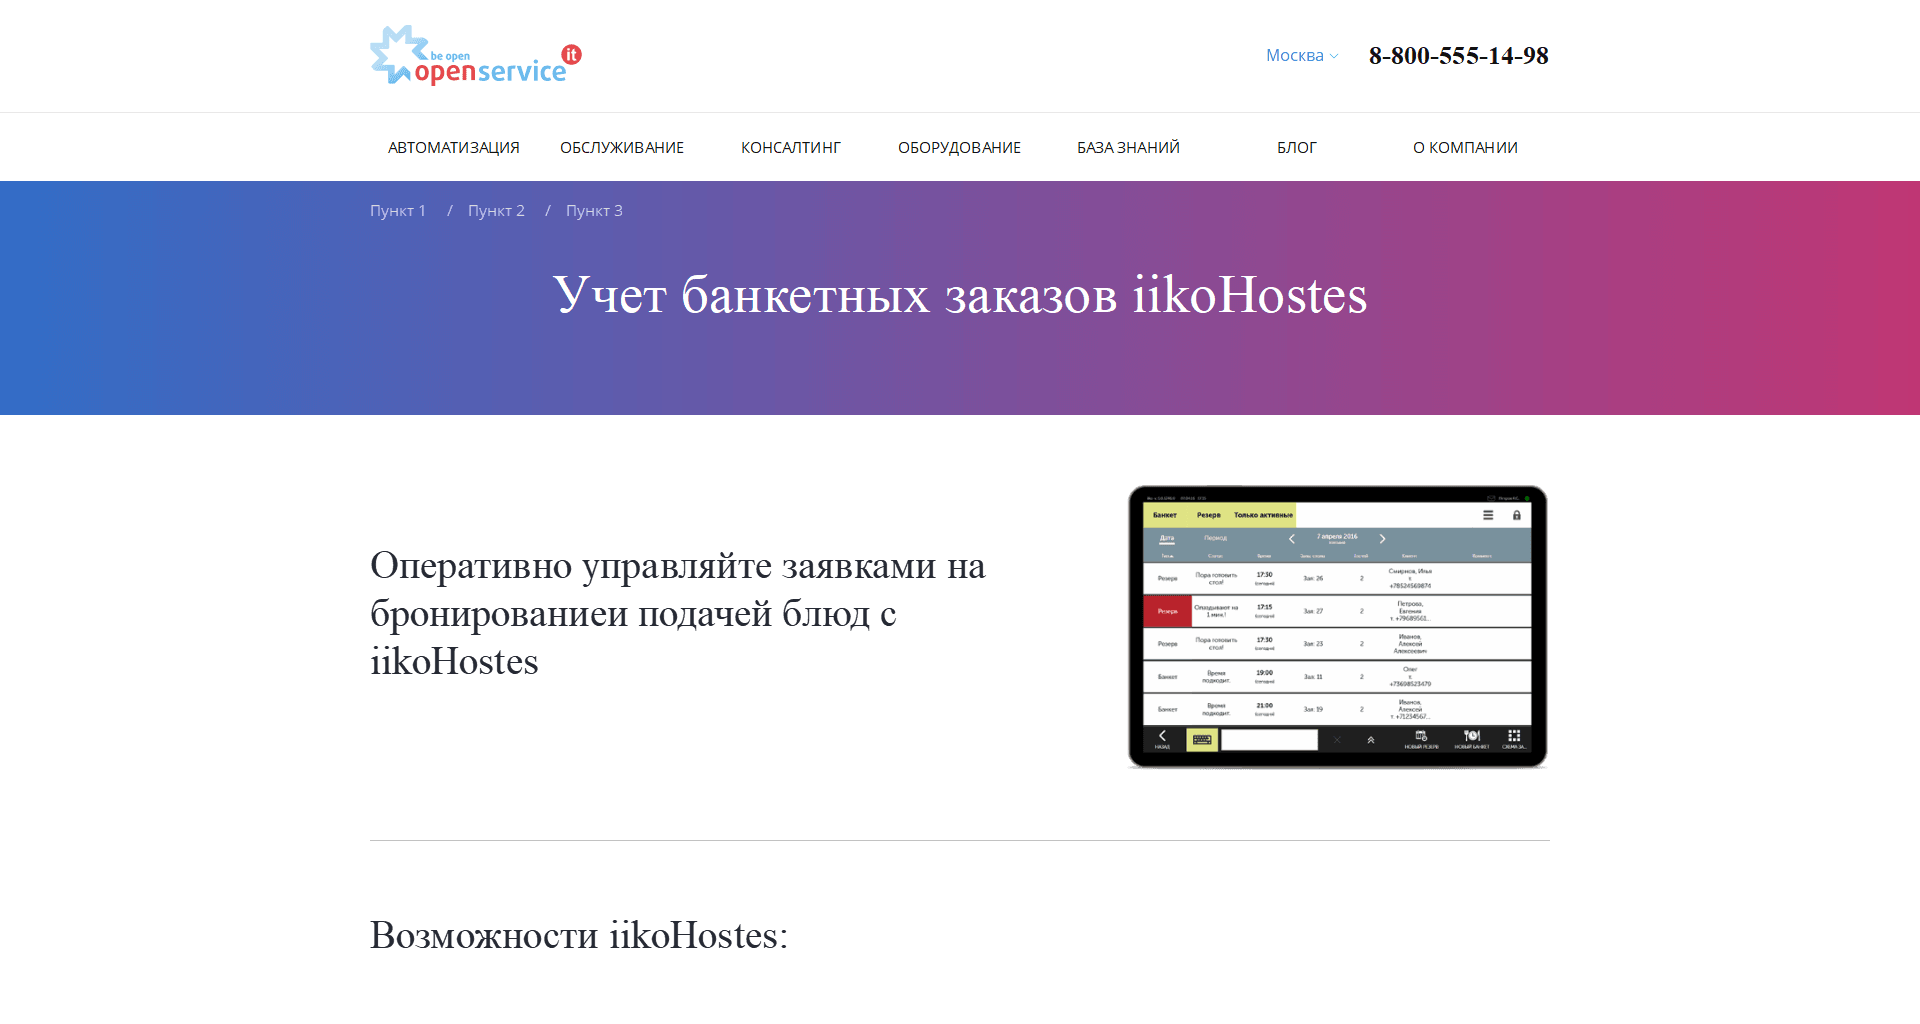 be open
openservice it
Москва
8-800-555-14-98
АВТОМАТИЗАЦИЯ ОБСЛУЖИВАНИЕ КОНСАЛТИНГ ОБОРУДОВАНИЕ БАЗА ЗНАНИЙ БЛОГ О КОМПАНИИ
Пункт 1 / Пункт 2 / Пункт 3
Учет банкетных заказов iikoHostes
Оперативно управляйте заявками на
бронированиеи подачей блюд с
iikoHostes
Банкет Резерв Только активные
Дата Период 7 апреля 2016
Резерв Пора готовить стол! 17:30 Зал: 26 2 Смирнов, Илья т. +78524569874
Резерв Опаздывают на 1 мин.! 17:15 Зал: 27 2 Петрова, Евгения т. +79689561...
Резерв Пора готовить стол! 17:30 Зал: 23 2 Иванов, Алексей Алексеевич
Банкет Время подходит. 19:00 Зал: 11 2 Олег т. +73698523470
Банкет Время подходит. 21:00 Зал: 19 2 Иванов, Алексей т. +71234567...
НАЗАД НОВЫЙ РЕЗЕРВ НОВЫЙ БАНКЕТ СХЕМА ЗА...
Возможности iikoHostes: